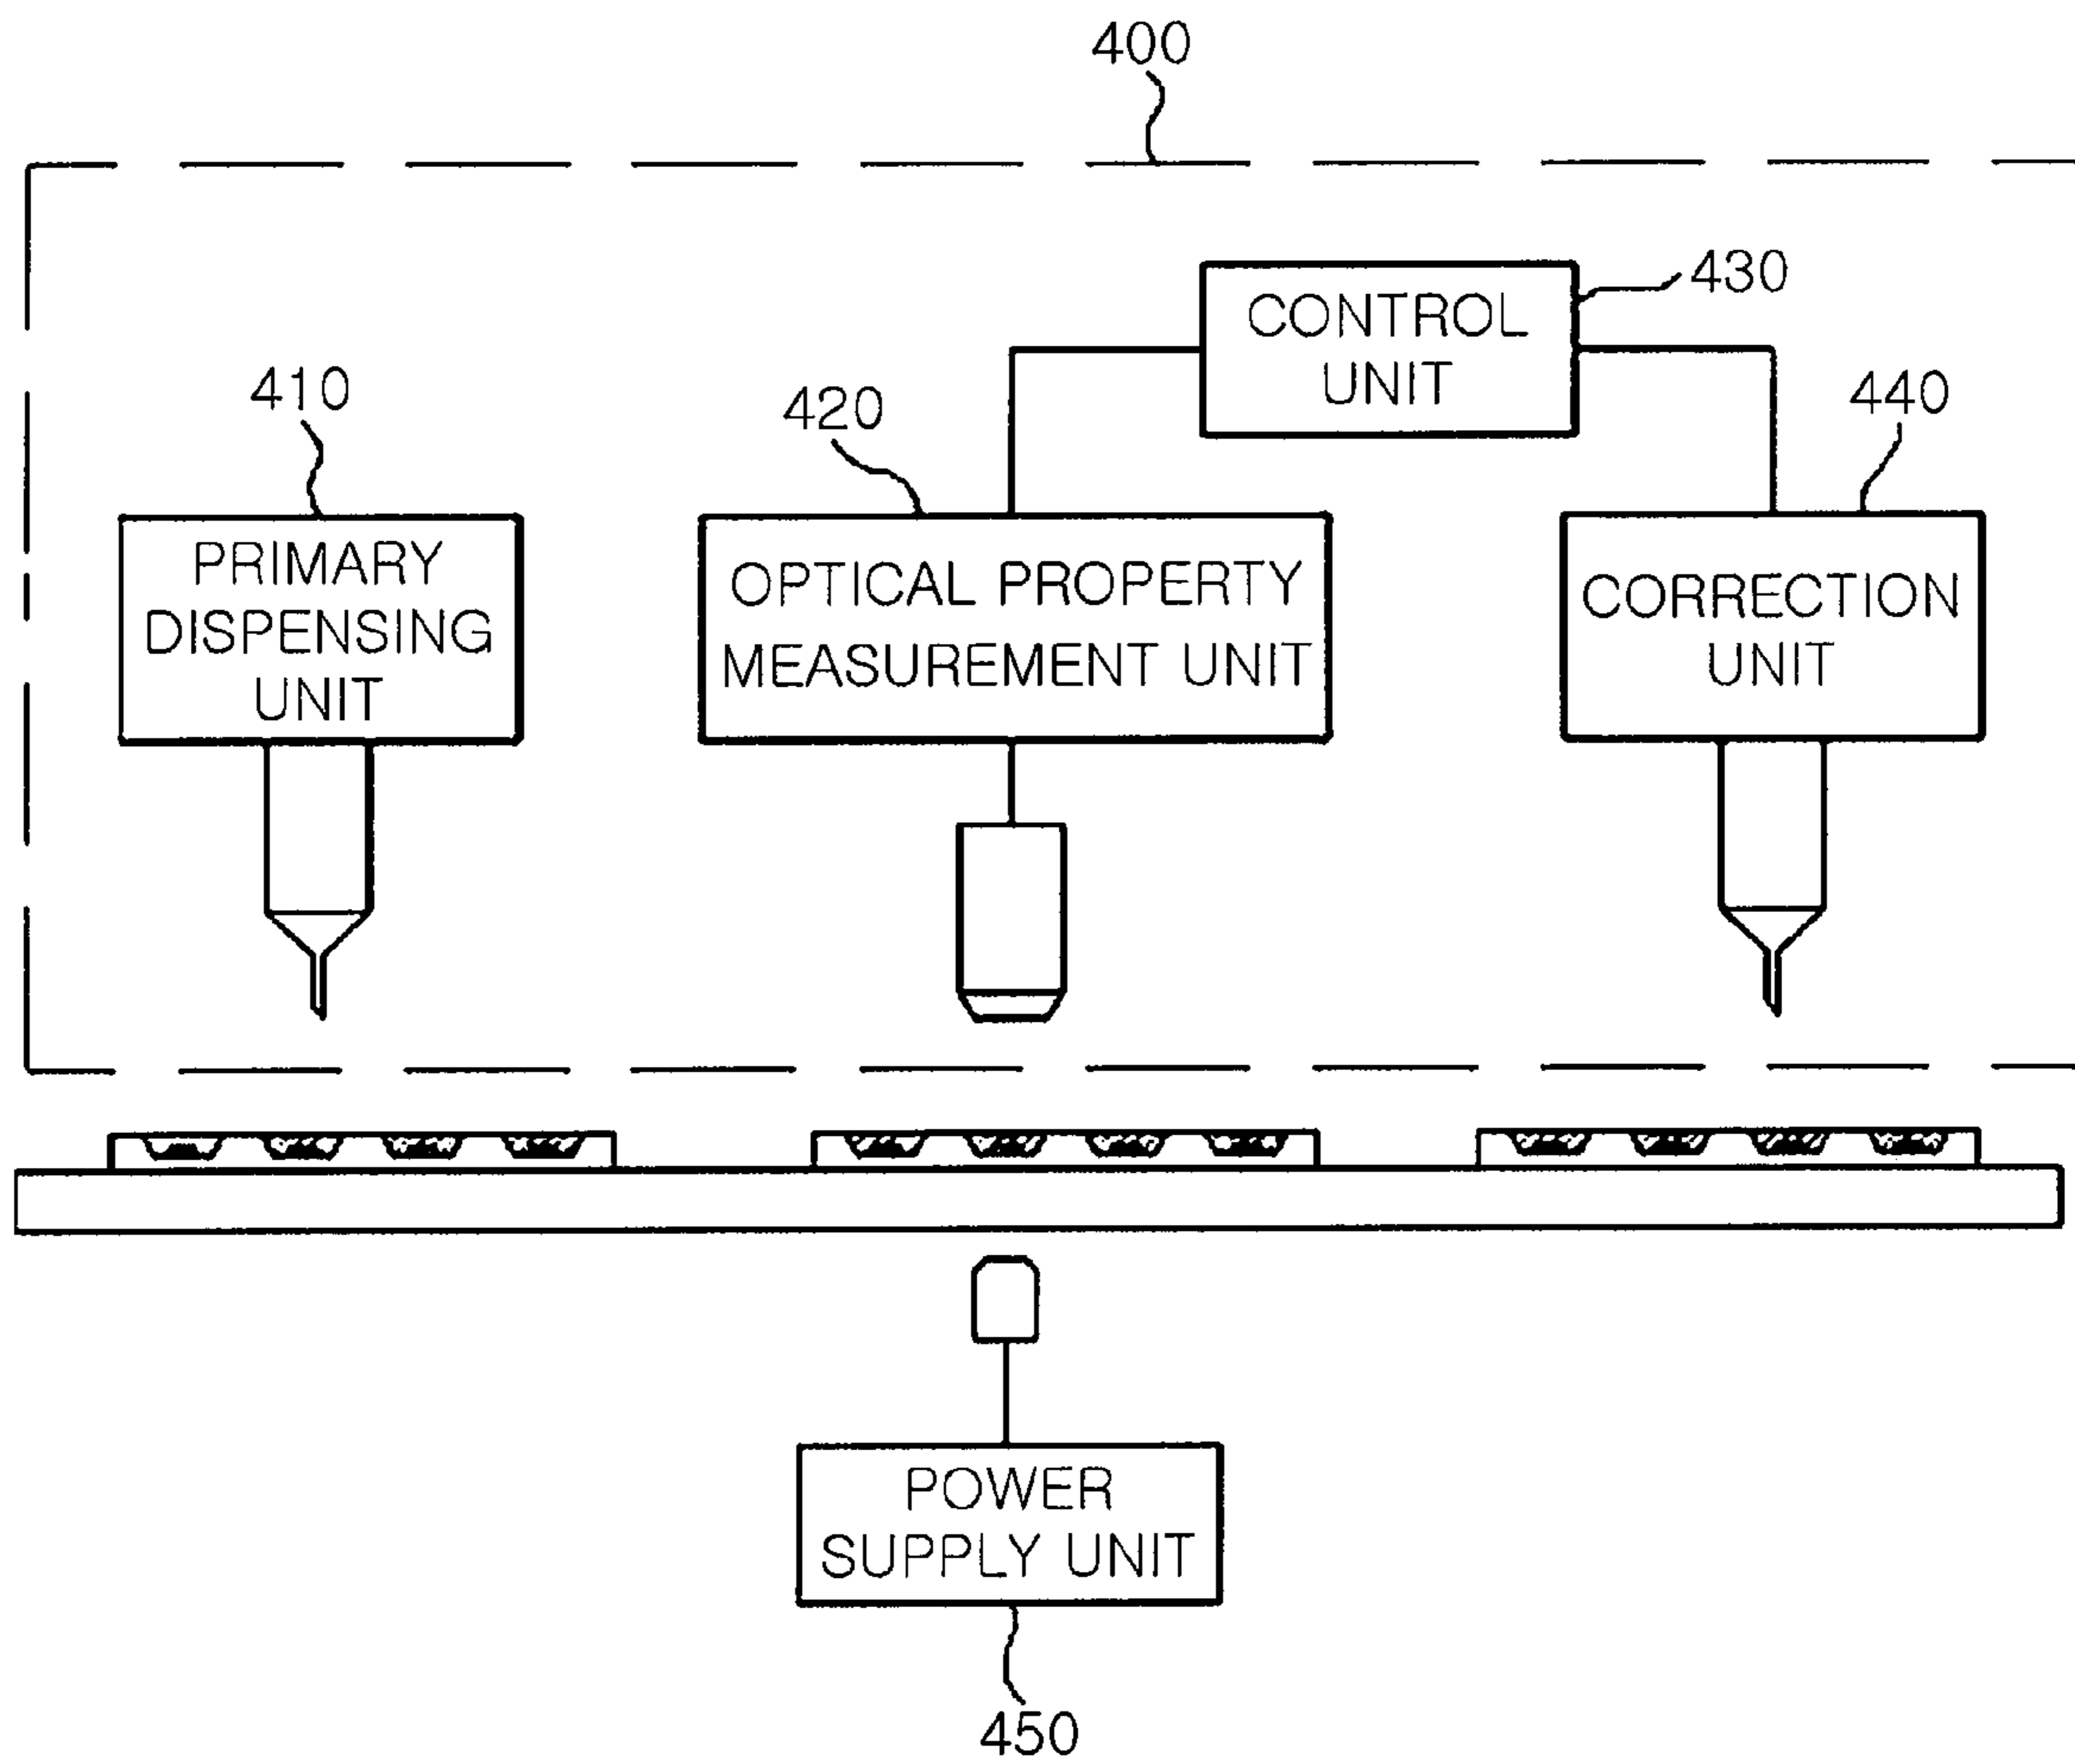 400
430
CONTROL
UNIT
410
420
440
PRIMARY
DISPENSING
UNIT
OPTICAL PROPERTY
MEASUREMENT UNIT
CORRECTION
UNIT
POWER
SUPPLY UNIT
450